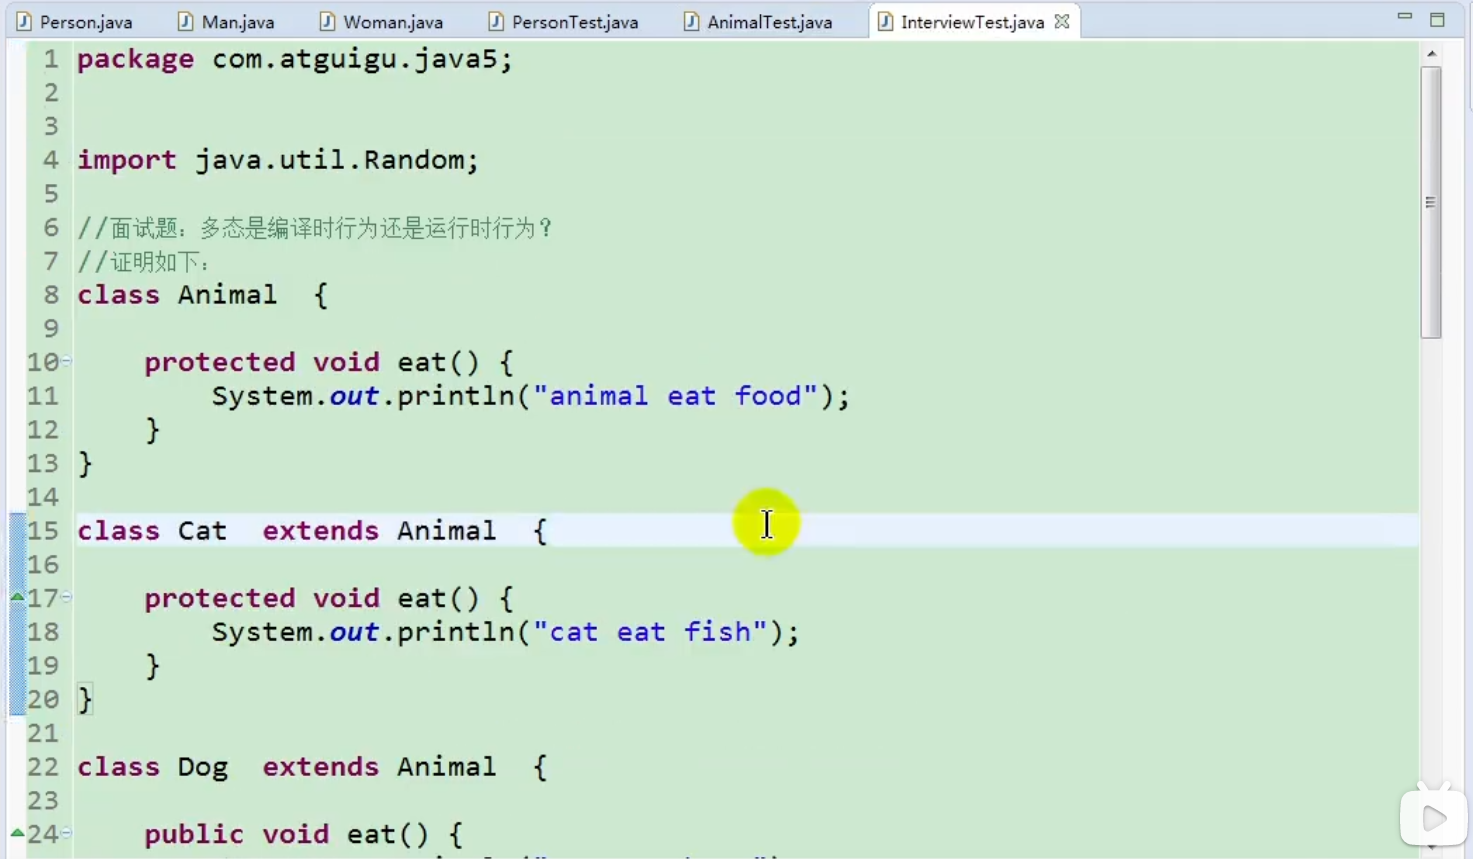 Person.java Man.java Woman.java PersonTest.java AnimalTest.java InterviewTest.java
1 package com.atguigu.java5;
2
3
4 import java.util.Random;
5
6 //面试题：多态是编译时行为还是运行时行为？
7 //证明如下：
8 class Animal  {
9
10     protected void eat() {
11         System.out.println("animal eat food");
12     }
13 }
14
15 class Cat  extends Animal  {
16
17     protected void eat() {
18         System.out.println("cat eat fish");
19     }
20 }
21
22 class Dog  extends Animal  {
23
24     public void eat() {